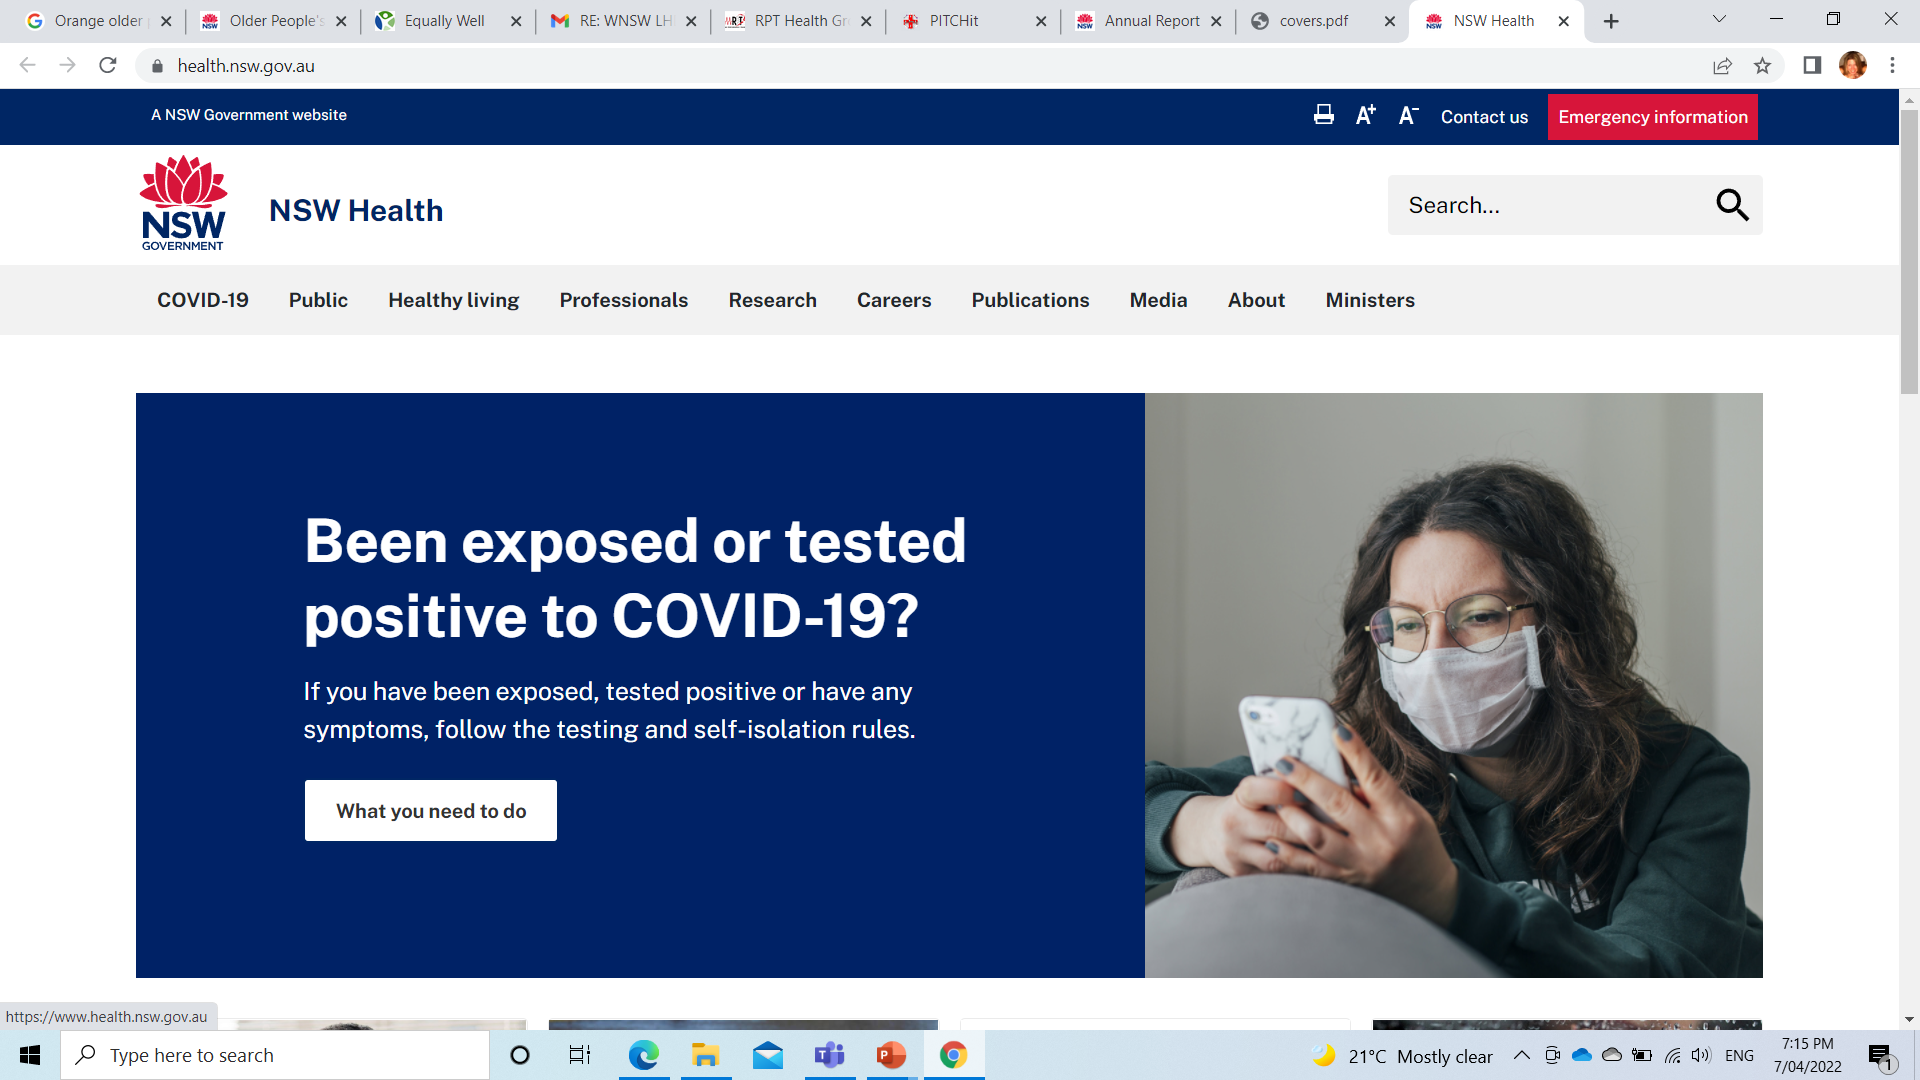 Orange older
Older People's
Equally Well
RE: WNSW LH
RPT Health Gr
PITCHit
Annual Report
covers.pdf
NSW Health
health.nsw.gov.au
A NSW Government website
A+
A-
Contact us
Emergency information
NSW
GOVERNMENT
NSW Health
Search...
COVID-19
Public
Healthy living
Professionals
Research
Careers
Publications
Media
About
Ministers
Been exposed or tested
positive to COVID-19?
If you have been exposed, tested positive or have any
symptoms, follow the testing and self-isolation rules.
What you need to do
https://www.health.nsw.gov.au
Type here to search
21°C Mostly clear
ENG
7:15 PM
7/04/2022
1